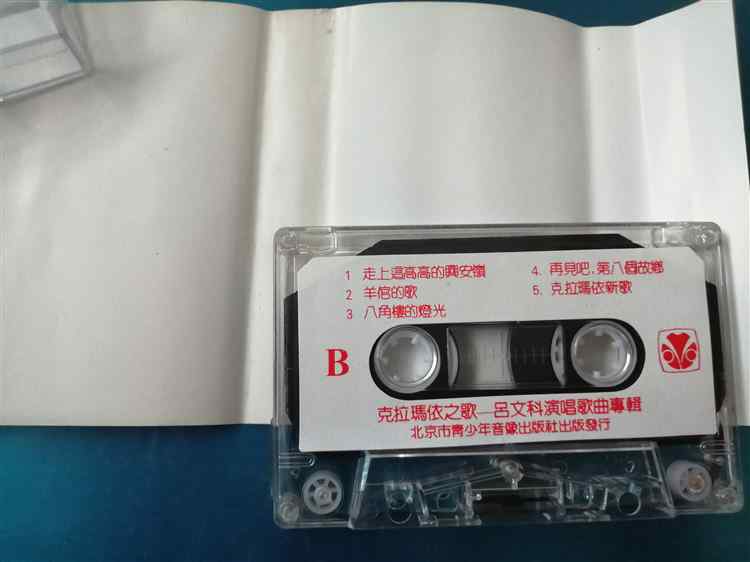 1 走上這高高的興安嶺
2 羊倌的歌
3 八角樓的燈光
4. 再見吧,第八個故鄉
5. 克拉瑪依新歌
B
克拉瑪依之歌—呂文科演唱歌曲專輯
北京市青少年音像出版社出版發行